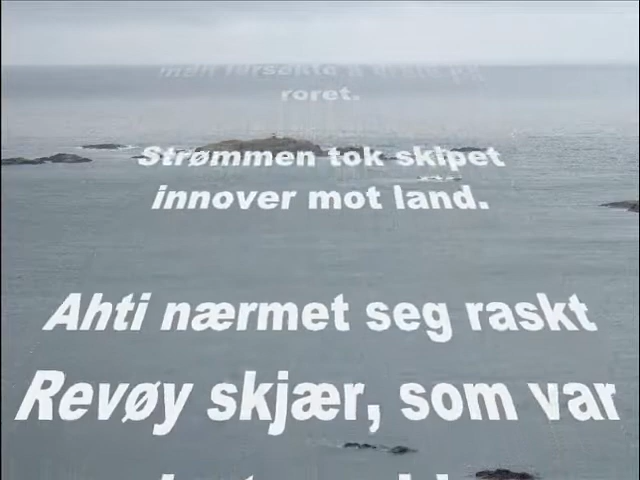 roret.
Strømmen tok skipet
innover mot land.
Ahti nærmet seg raskt
Revøy skjær, som var